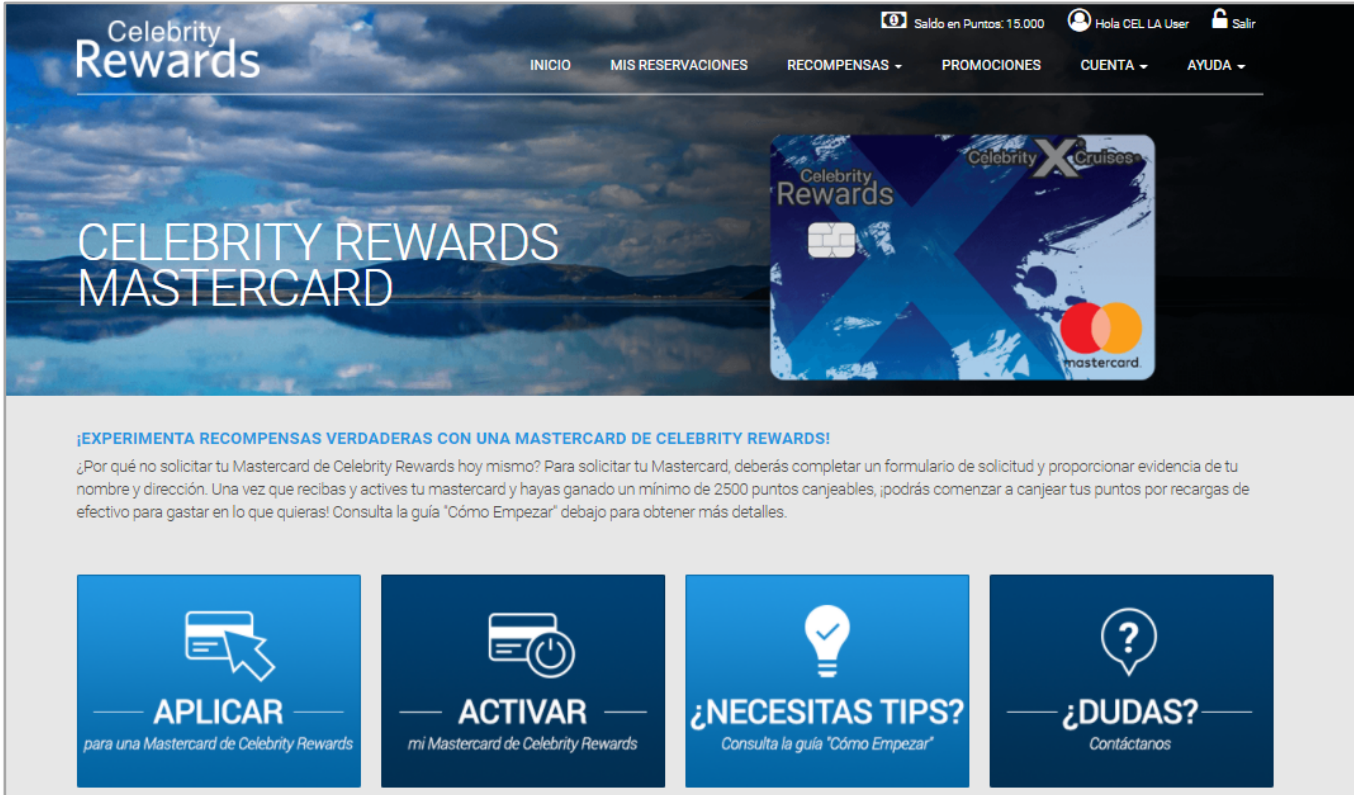 Celebrity
Rewards
Saldo en Puntos: 15.000 Hola CEL LA User Salir
INICIO MIS RESERVACIONES RECOMPENSAS PROMOCIONES CUENTA AYUDA
Celebrity X Cruises
Celebrity
Rewards
mastercard.
CELEBRITY REWARDS
MASTERCARD
¡EXPERIMENTA RECOMPENSAS VERDADERAS CON UNA MASTERCARD DE CELEBRITY REWARDS!
¿Por qué no solicitar tu Mastercard de Celebrity Rewards hoy mismo? Para solicitar tu Mastercard, deberás completar un formulario de solicitud y proporcionar evidencia de tu
nombre y dirección. Una vez que recibas y actives tu mastercard y hayas ganado un mínimo de 2500 puntos canjeables, ¡podrás comenzar a canjear tus puntos por recargas de
efectivo para gastar en lo que quieras! Consulta la guía "Cómo Empezar" debajo para obtener más detalles.
APLICAR
para una Mastercard de Celebrity Rewards
ACTIVAR
mi Mastercard de Celebrity Rewards
¿NECESITAS TIPS?
Consulta la guía "Cómo Empezar"
¿DUDAS?
Contáctanos